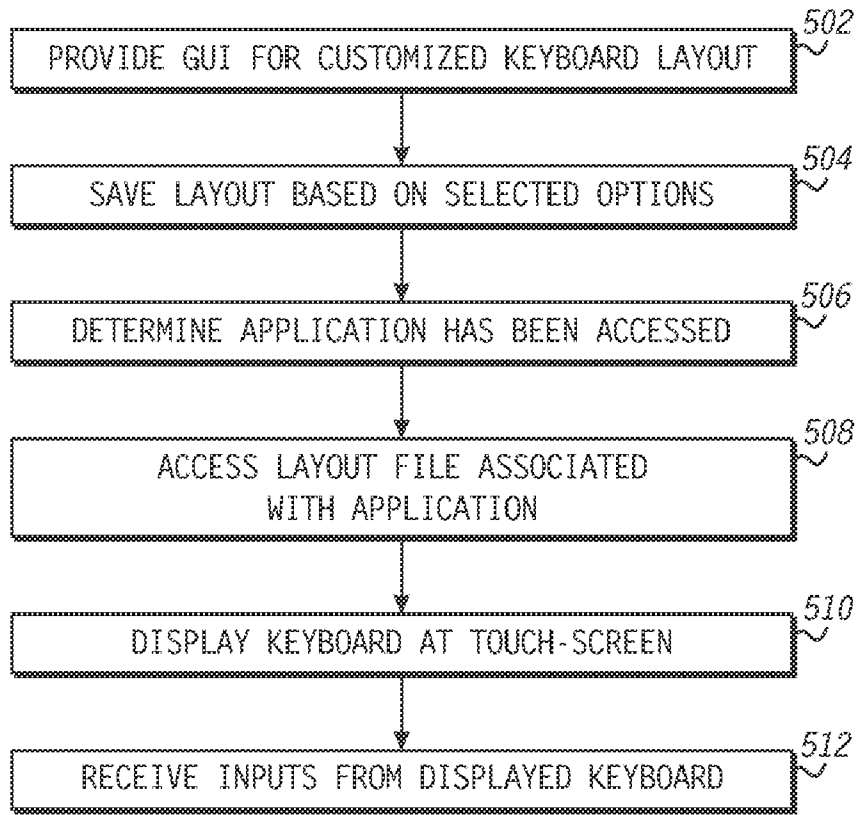 502
PROVIDE GUI FOR CUSTOMIZED KEYBOARD LAYOUT
504
SAVE LAYOUT BASED ON SELECTED OPTIONS
506
DETERMINE APPLICATION HAS BEEN ACCESSED
508
ACCESS LAYOUT FILE ASSOCIATED
WITH APPLICATION
510
DISPLAY KEYBOARD AT TOUCH-SCREEN
512
RECEIVE INPUTS FROM DISPLAYED KEYBOARD